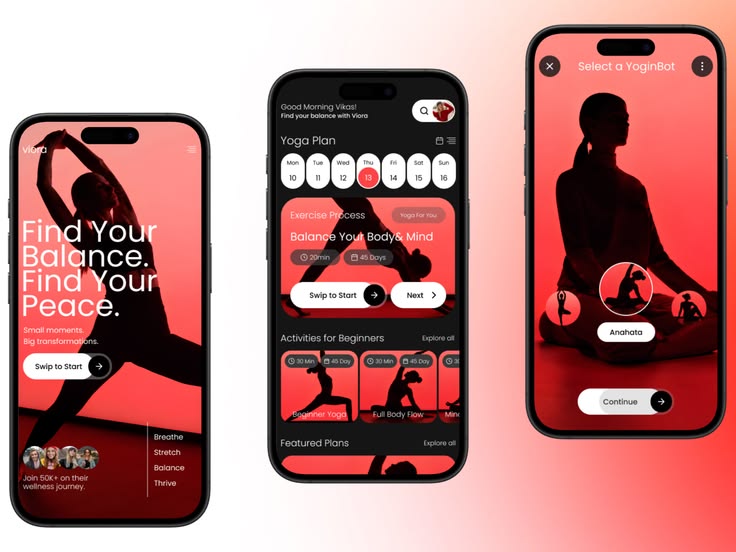 viora
Find Your
Balance.
Find Your
Peace.
Small moments.
Big transformations.
Swip to Start
Breathe
Stretch
Balance
Thrive
Join 50K+ on their
wellness journey.
Good Morning Vikas!
Find your balance with Viora
Yoga Plan
Mon Tue Wed Thu Fri Sat Sun
10 11 12 13 14 15 16
Exercise Process
Yoga For You
Balance Your Body& Mind
20min
45 Days
Swip to Start
Next
Activities for Beginners
Explore all
30 Min 45 Day 30 Min 45 Day 30
Beginner Yoga Full Body Flow Mind
Featured Plans
Explore all
Select a YoginBot
Anahata
Continue